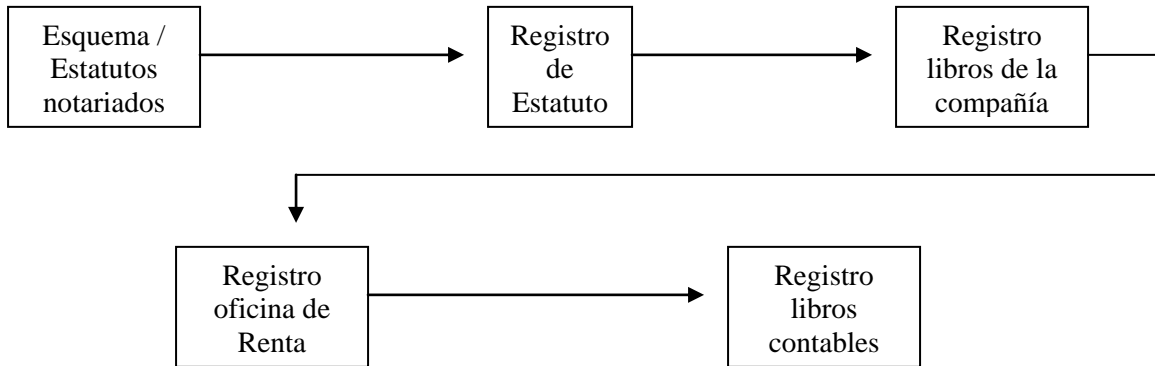 Esquema /
Estatutos
notariados
Registro
de
Estatuto
Registro
libros de la
compañía
Registro
oficina de
Renta
Registro
libros
contables